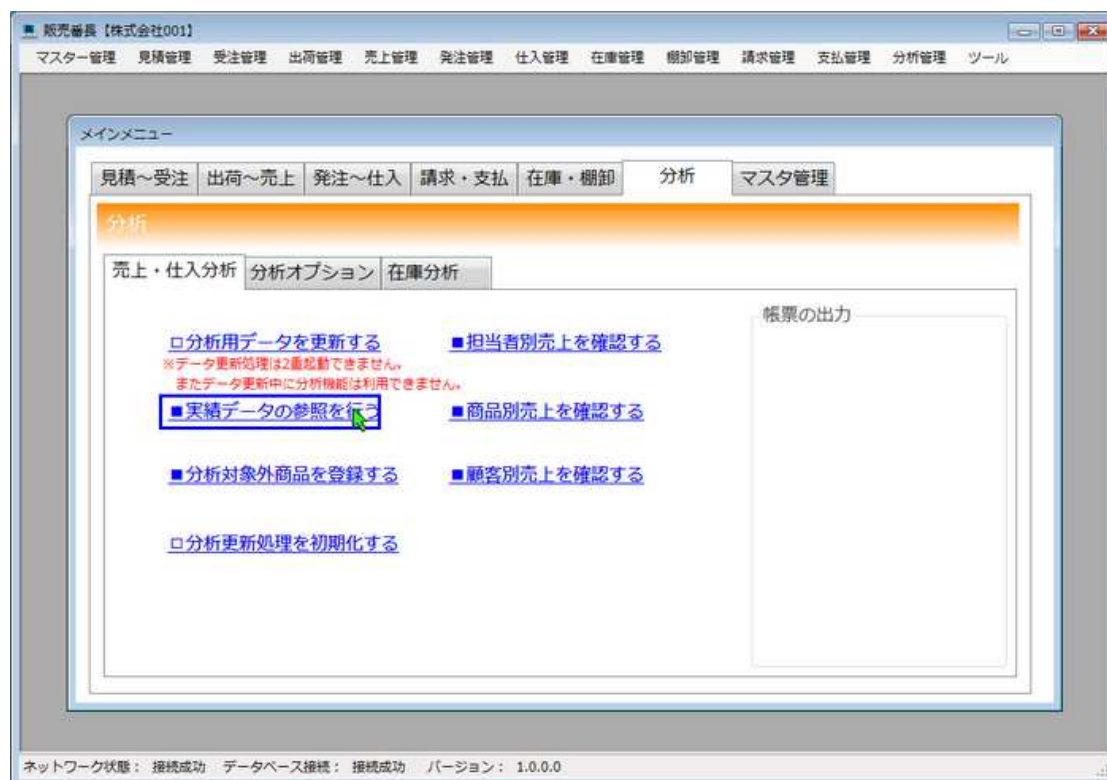 販売番長【株式会社001】
マスター管理 見積管理 受注管理 出荷管理 売上管理 発注管理 仕入管理 在庫管理 棚卸管理 請求管理 支払管理 分析管理 ツール
メインメニュー
見積～受注 出荷～売上 発注～仕入 請求・支払 在庫・棚卸 分析 マスタ管理
分析
売上・仕入分析 分析オプション 在庫分析
帳票の出力
□分析用データを更新する ■担当者別売上を確認する
※データ更新処理は2重起動できません。
またデータ更新中に分析機能は利用できません。
■実績データの参照を行う ■商品別売上を確認する
■分析対象外商品を登録する ■顧客別売上を確認する
□分析更新処理を初期化する
ネットワーク状態： 接続成功 データベース接続： 接続成功 バージョン： 1.0.0.0